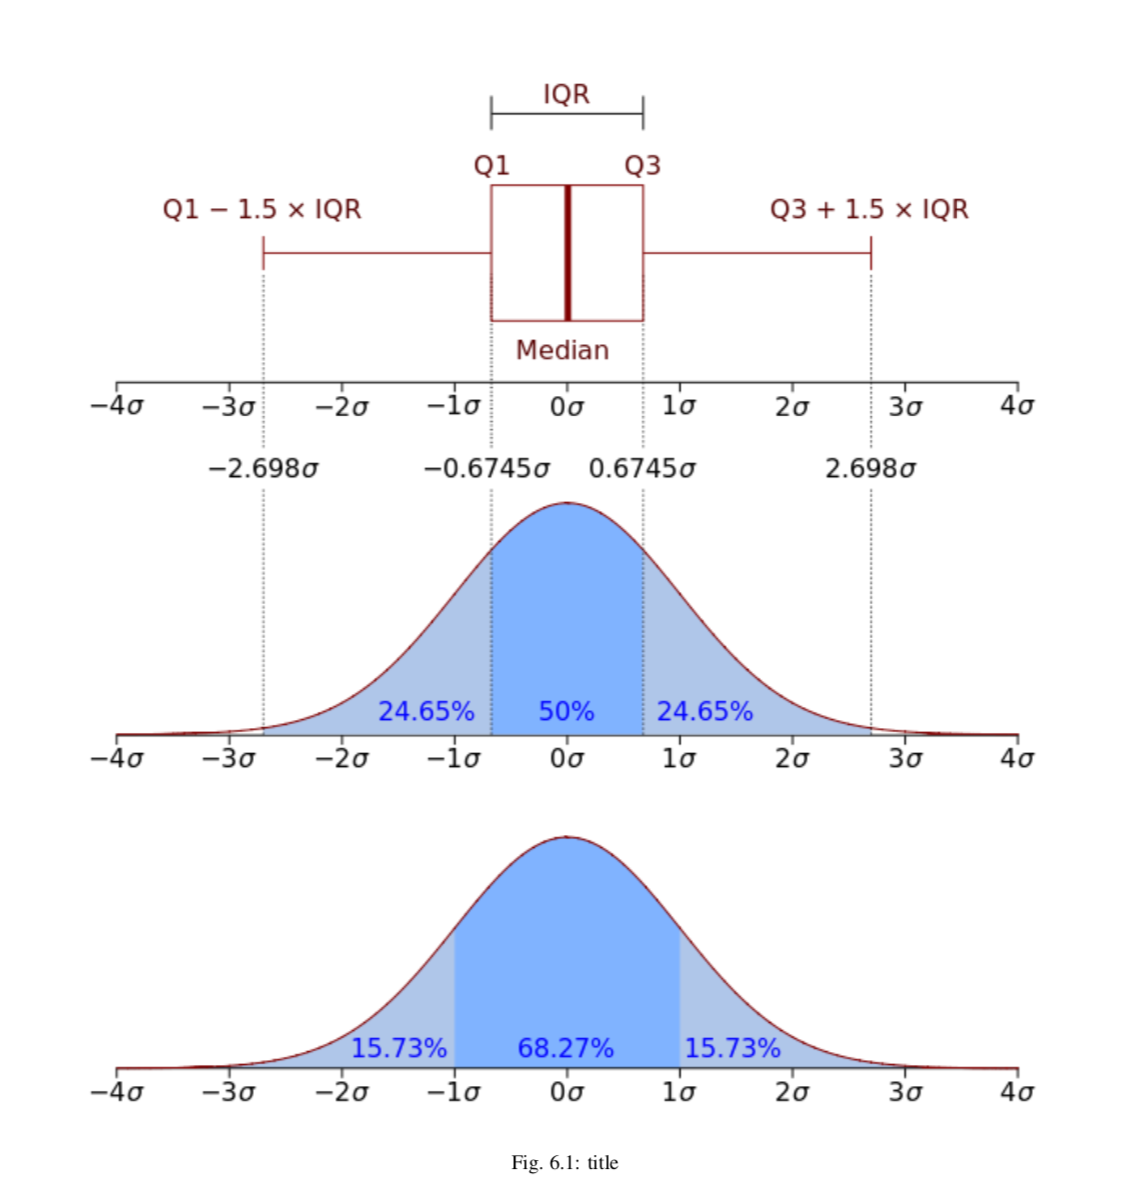 IQR
Q1 Q3
Q1 − 1.5 × IQR Q3 + 1.5 × IQR
Median
−4σ −3σ −2σ −1σ 0σ 1σ 2σ 3σ 4σ
−2.698σ −0.6745σ 0.6745σ 2.698σ
24.65% 50% 24.65%
−4σ −3σ −2σ −1σ 0σ 1σ 2σ 3σ 4σ
15.73% 68.27% 15.73%
−4σ −3σ −2σ −1σ 0σ 1σ 2σ 3σ 4σ
Fig. 6.1: title